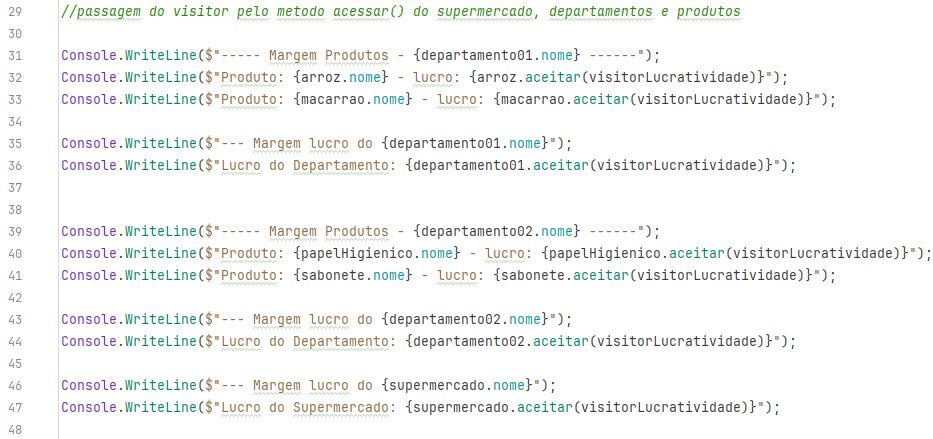 29 //passagem do visitor pelo metodo acessar() do supermercado, departamentos e produtos
30
31 Console.WriteLine($"----- Margem Produtos - {departamento01.nome} ------");
32 Console.WriteLine($"Produto: {arroz.nome} - lucro: {arroz.aceitar(visitorLucratividade)}");
33 Console.WriteLine($"Produto: {macarrao.nome} - lucro: {macarrao.aceitar(visitorLucratividade)}");
34
35 Console.WriteLine($"--- Margem lucro do {departamento01.nome}");
36 Console.WriteLine($"Lucro do Departamento: {departamento01.aceitar(visitorLucratividade)}");
37
38
39 Console.WriteLine($"----- Margem Produtos - {departamento02.nome} ------");
40 Console.WriteLine($"Produto: {papelHigienico.nome} - lucro: {papelHigienico.aceitar(visitorLucratividade)}");
41 Console.WriteLine($"Produto: {sabonete.nome} - lucro: {sabonete.aceitar(visitorLucratividade)}");
42
43 Console.WriteLine($"--- Margem lucro do {departamento02.nome}");
44 Console.WriteLine($"Lucro do Departamento: {departamento02.aceitar(visitorLucratividade)}");
45
46 Console.WriteLine($"--- Margem lucro do {supermercado.nome}");
47 Console.WriteLine($"Lucro do Supermercado: {supermercado.aceitar(visitorLucratividade)}");
48